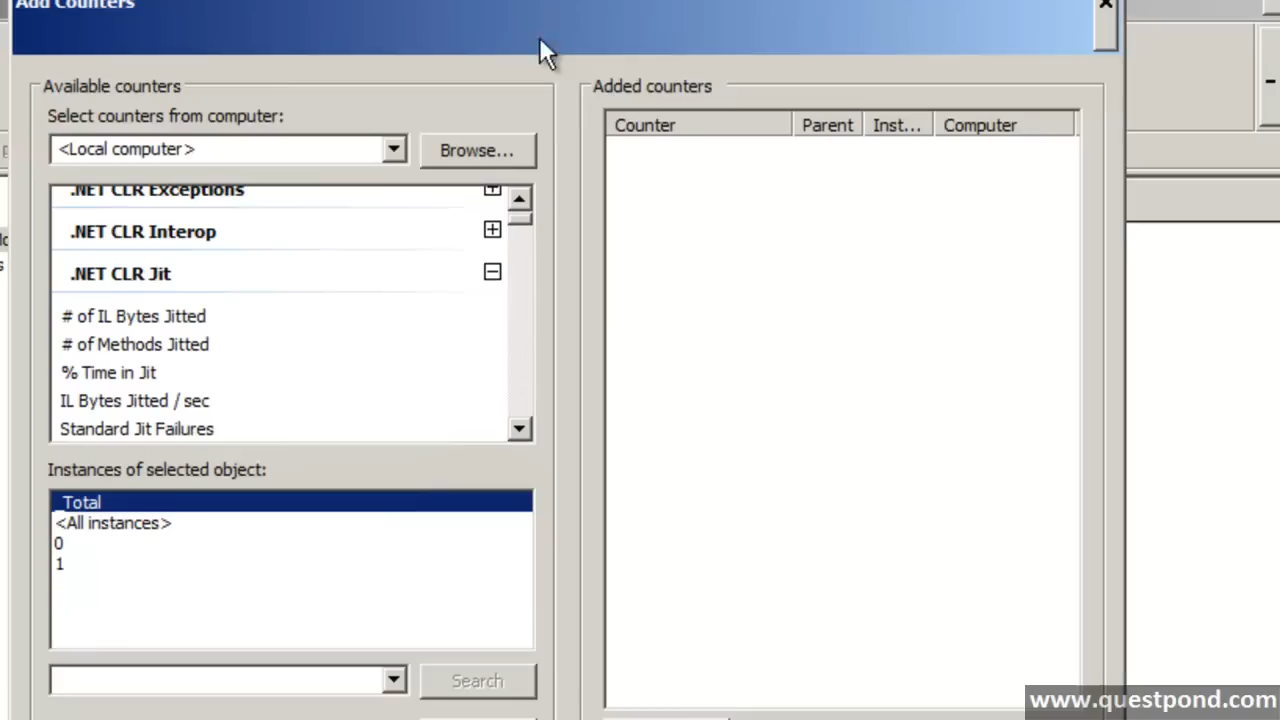 Add Counters
Available counters
Select counters from computer:
<Local computer>
Browse...
.NET CLR Exceptions
.NET CLR Interop
.NET CLR Jit
# of IL Bytes Jitted
# of Methods Jitted
% Time in Jit
IL Bytes Jitted / sec
Standard Jit Failures
Instances of selected object:
_Total
<All instances>
0
1
Search
Added counters
Counter Parent Inst... Computer
www.questpond.com